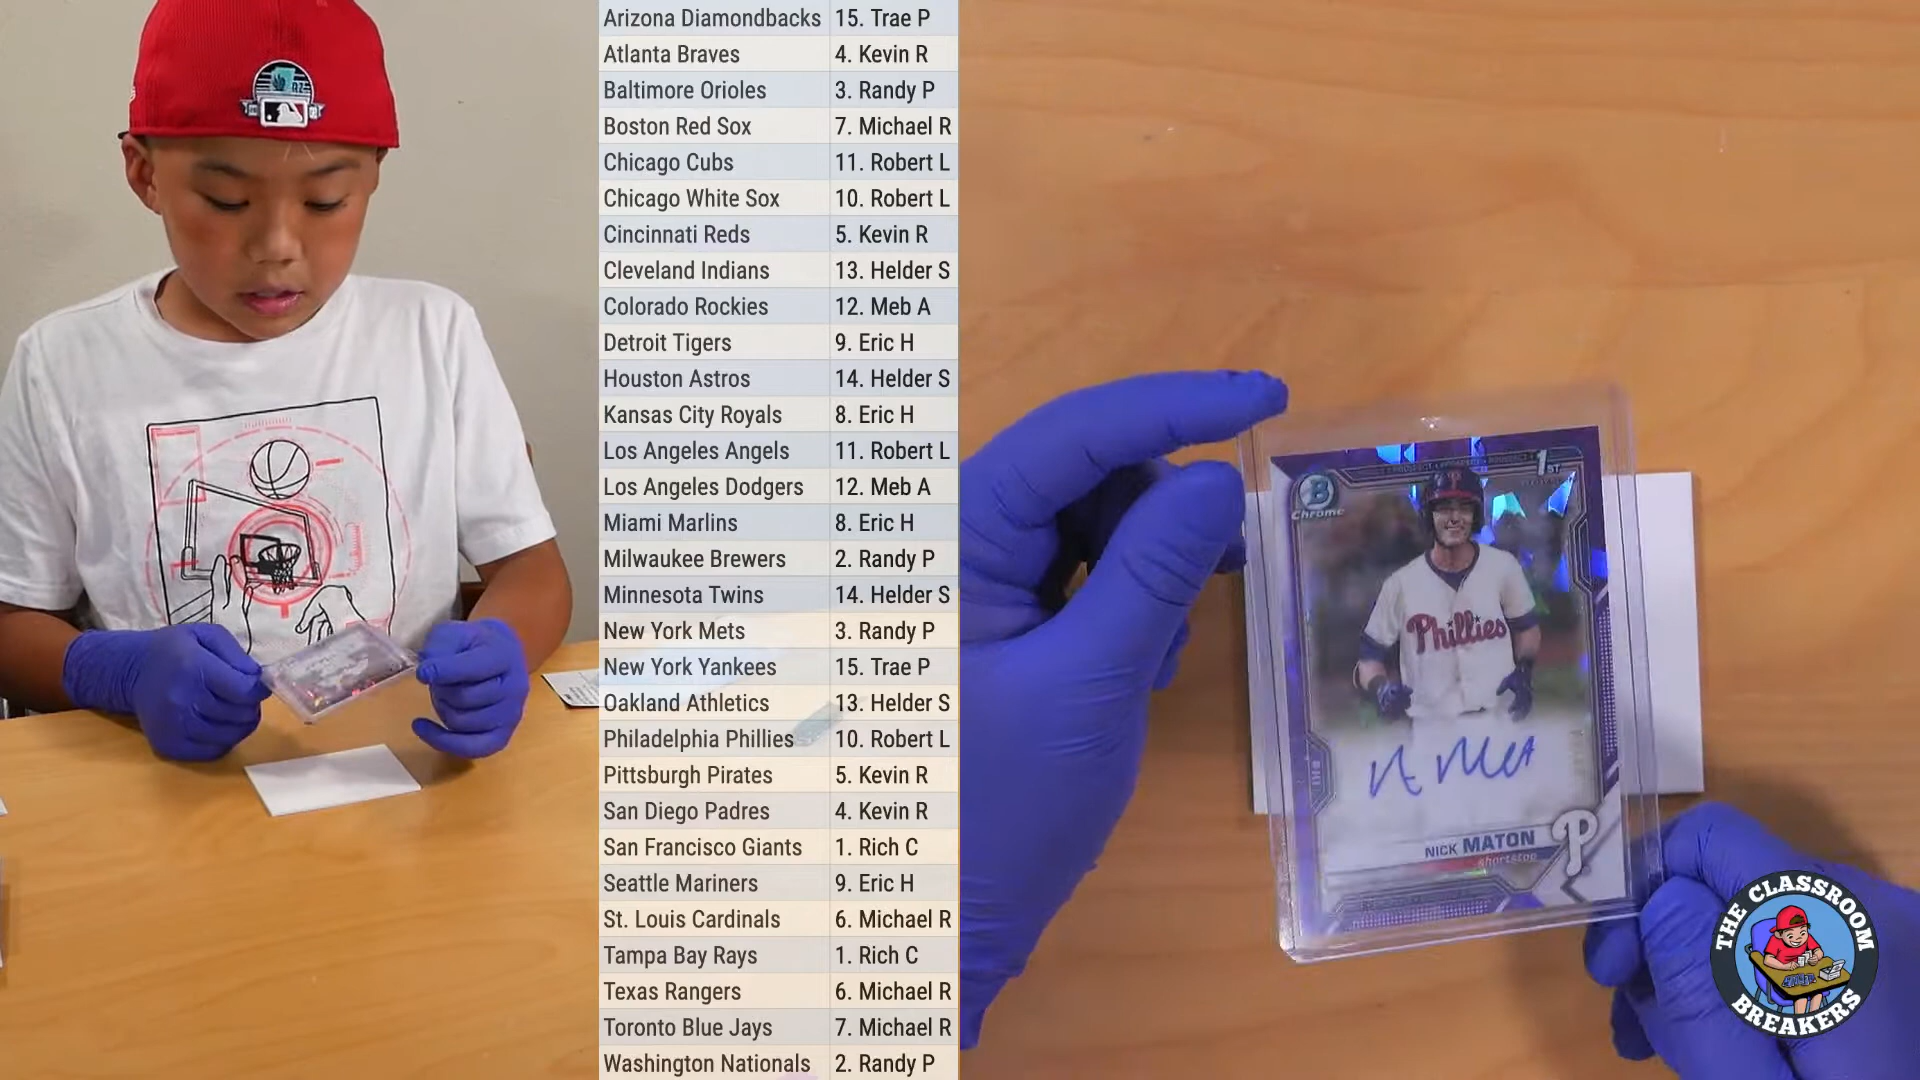 Arizona Diamondbacks 15. Trae P
Atlanta Braves 4. Kevin R
Baltimore Orioles 3. Randy P
Boston Red Sox 7. Michael R
Chicago Cubs 11. Robert L
Chicago White Sox 10. Robert L
Cincinnati Reds 5. Kevin R
Cleveland Indians 13. Helder S
Colorado Rockies 12. Meb A
Detroit Tigers 9. Eric H
Houston Astros 14. Helder S
Kansas City Royals 8. Eric H
Los Angeles Angels 11. Robert L
Los Angeles Dodgers 12. Meb A
Miami Marlins 8. Eric H
Milwaukee Brewers 2. Randy P
Minnesota Twins 14. Helder S
New York Mets 3. Randy P
New York Yankees 15. Trae P
Oakland Athletics 13. Helder S
Philadelphia Phillies 10. Robert L
Pittsburgh Pirates 5. Kevin R
San Diego Padres 4. Kevin R
San Francisco Giants 1. Rich C
Seattle Mariners 9. Eric H
St. Louis Cardinals 6. Michael R
Tampa Bay Rays 1. Rich C
Texas Rangers 6. Michael R
Toronto Blue Jays 7. Michael R
Washington Nationals 2. Randy P
RZ
1ST
B
Chrome
P
Phillies
PHI
NICK MATON
shortstop
P
THE CLASSROOM
BREAKERS